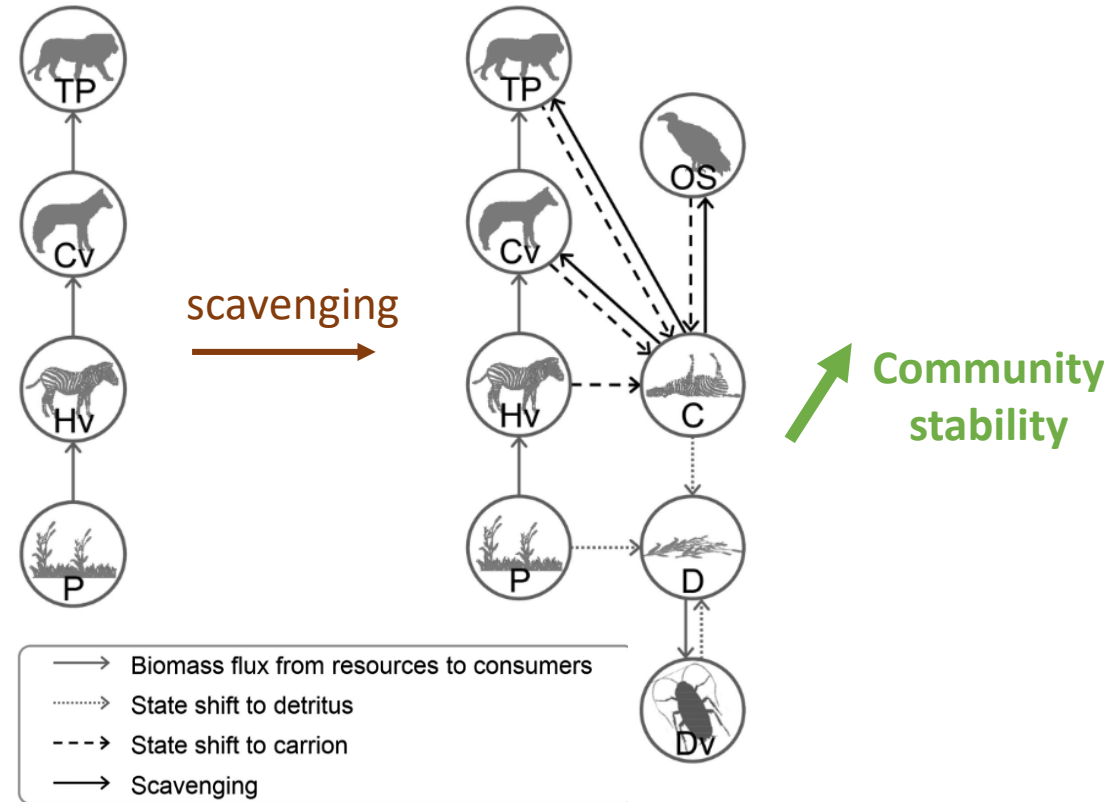 TP
Cv
Hv
P
scavenging
TP
OS
Cv
Hv
C
P
D
Dv
Community
stability
Biomass flux from resources to consumers
State shift to detritus
State shift to carrion
Scavenging